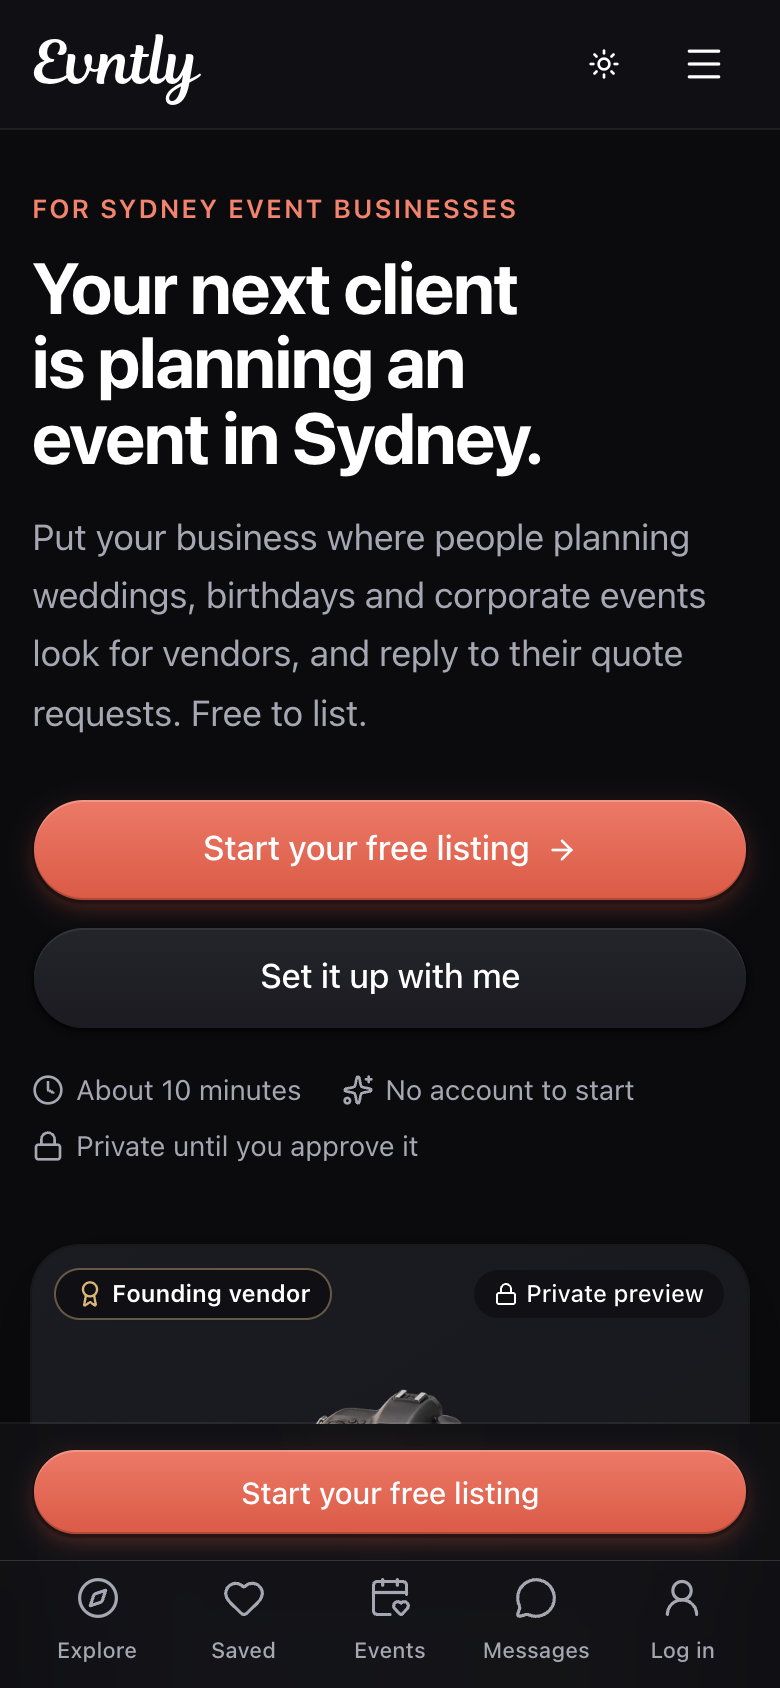 Evntly
FOR SYDNEY EVENT BUSINESSES
Your next client
is planning an
event in Sydney.
Put your business where people planning
weddings, birthdays and corporate events
look for vendors, and reply to their quote
requests. Free to list.
Start your free listing →
Set it up with me
About 10 minutes
No account to start
Private until you approve it
Founding vendor
Private preview
Start your free listing
Explore
Saved
Events
Messages
Log in